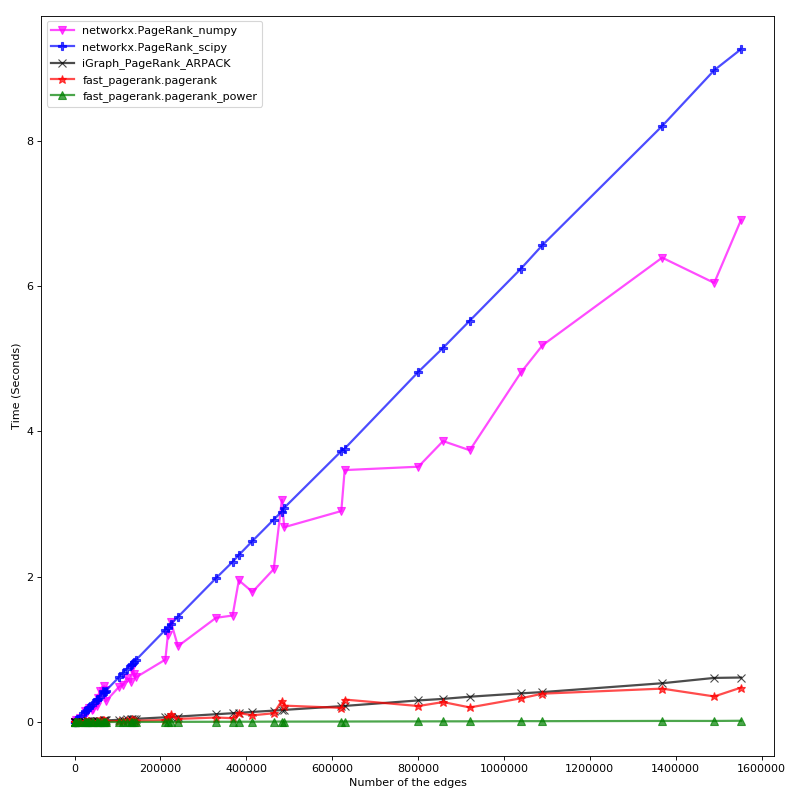 networkx.PageRank_numpy
networkx.PageRank_scipy
iGraph_PageRank_ARPACK
fast_pagerank.pagerank
fast_pagerank.pagerank_power
8
6
4
2
0
Time (Seconds)
0 200000 400000 600000 800000 1000000 1200000 1400000 1600000
Number of the edges